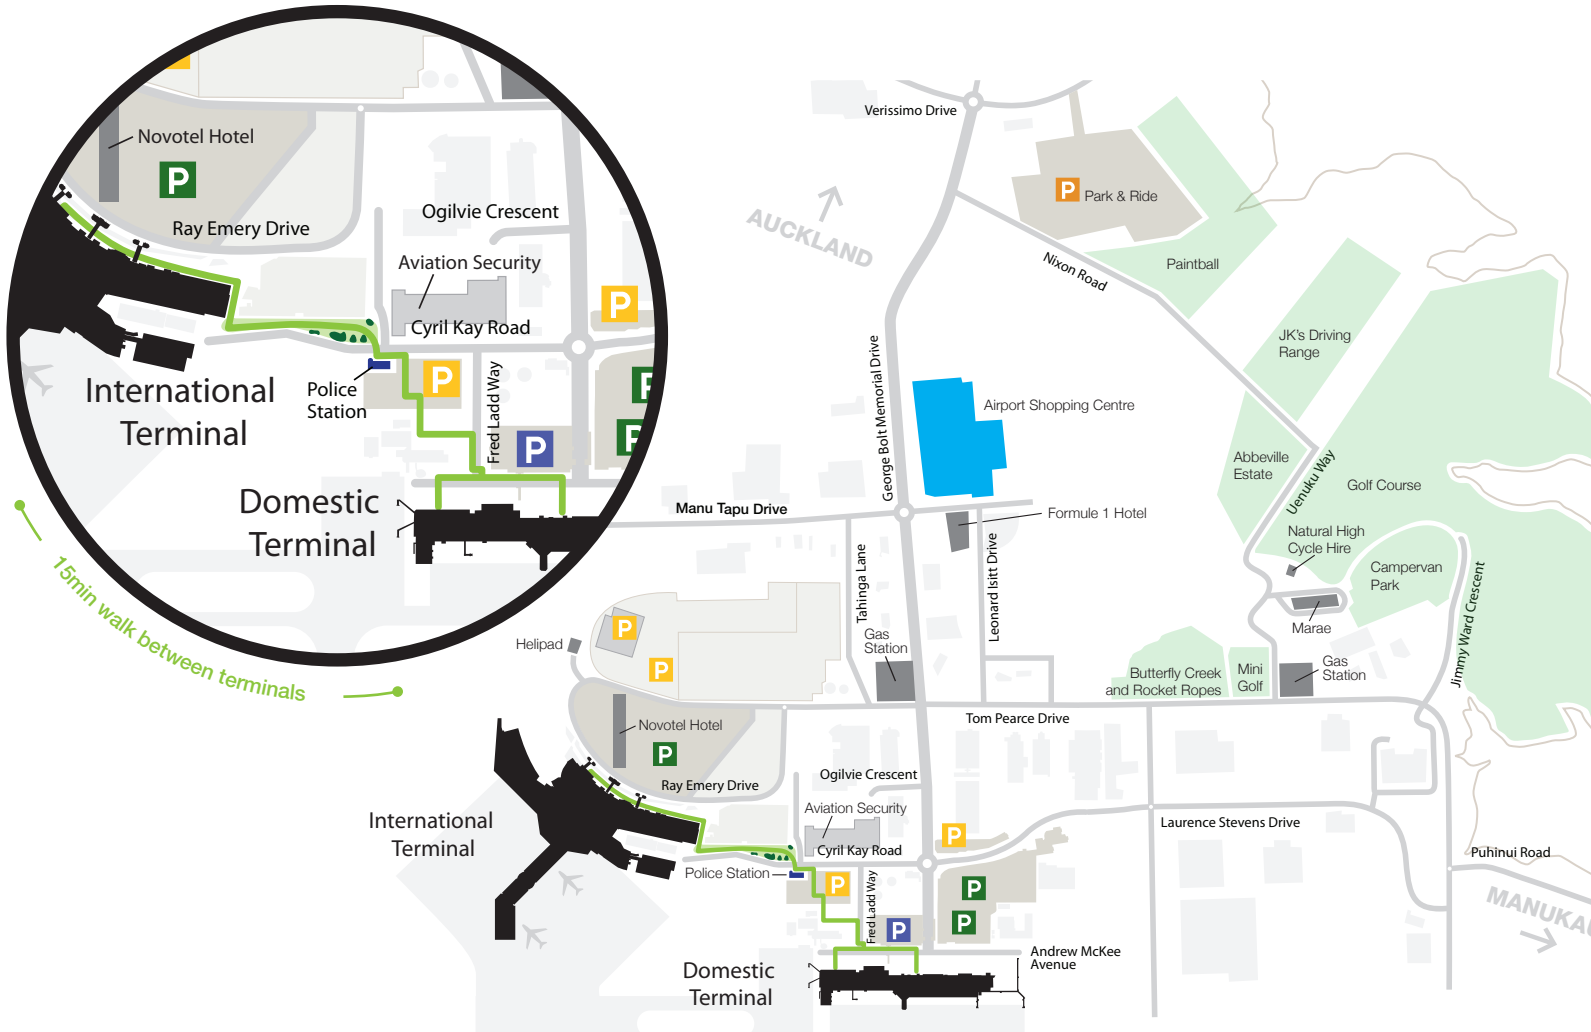 Novotel Hotel
P
Ray Emery Drive
Ogilvie Crescent
Aviation Security
P
Cyril Kay Road
Fred Ladd Way
International
Terminal
Police
Station
P
P
P
P
Domestic
Terminal
15min walk between terminals
Verissimo Drive
P
Park & Ride
AUCKLAND
Nixon Road
Paintball
JK's Driving
Range
George Bolt Memorial Drive
Airport Shopping Centre
Abbeville
Estate
Uenuku Way
Golf Course
Manu Tapu Drive
Formule 1 Hotel
Natural High
Cycle Hire
Campervan
Park
Tahinga Lane
Leonard Isitt Drive
Jimmy Ward Crescent
Marae
Helipad
P
P
Gas
Station
Butterfly Creek
and Rocket Ropes
Mini
Golf
Gas
Station
Novotel Hotel
P
Tom Pearce Drive
Ray Emery Drive
Ogilvie Crescent
Aviation Security
International
Terminal
P
Laurence Stevens Drive
Cyril Kay Road
Puhinui Road
Police Station
P
Fred Ladd Way
P
P
P
MANUKAU
Andrew McKee
Avenue
Domestic
Terminal